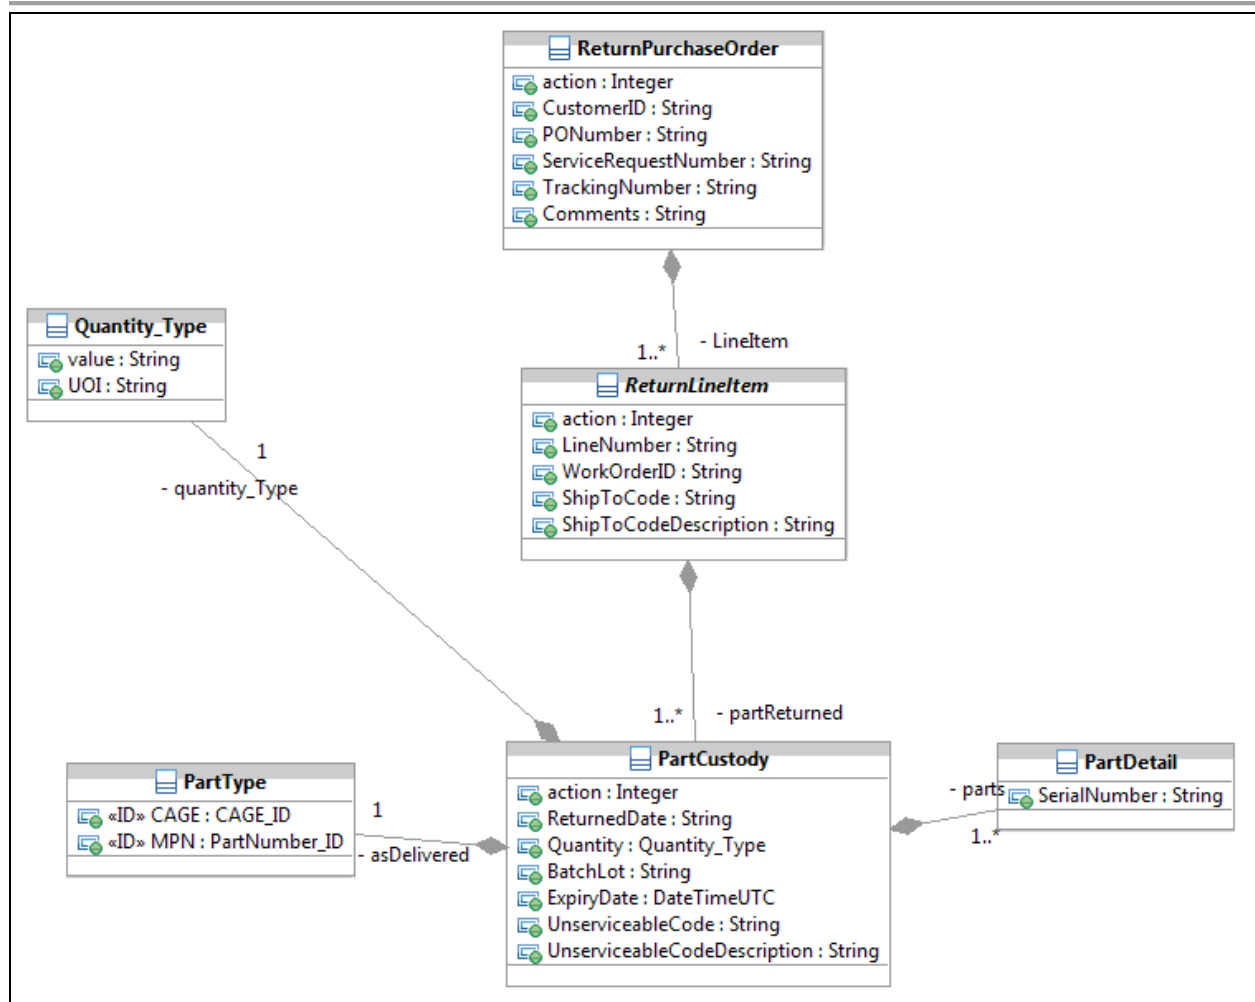 ReturnPurchaseOrder
action : Integer
CustomerID : String
PONumber : String
ServiceRequestNumber : String
TrackingNumber : String
Comments : String
1..*
- LineItem
Quantity_Type
value : String
UOI : String
1
- quantity_Type
ReturnLineItem
action : Integer
LineNumber : String
WorkOrderID : String
ShipToCode : String
ShipToCodeDescription : String
1..*
- partReturned
PartType
«ID» CAGE : CAGE_ID
«ID» MPN : PartNumber_ID
1
- asDelivered
PartCustody
action : Integer
ReturnedDate : String
Quantity : Quantity_Type
BatchLot : String
ExpiryDate : DateTimeUTC
UnserviceableCode : String
UnserviceableCodeDescription : String
- parts
1..*
PartDetail
SerialNumber : String